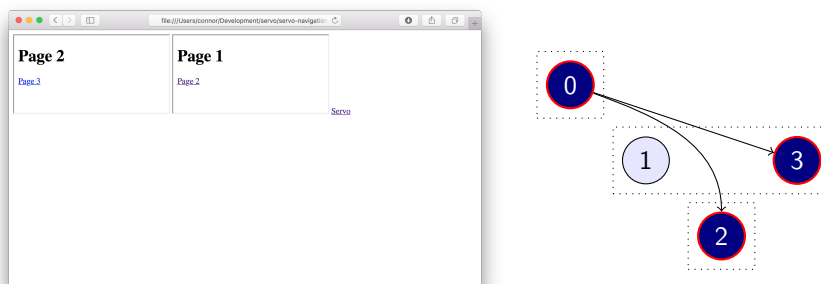 file:///Users/connor/Development/servo/servo-navigation
Page 2
Page 1
Page 3
Page 2
Servo
0
1
3
2